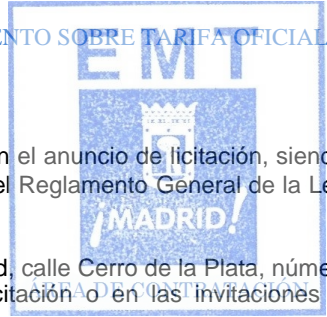 ENTO SOBRE TARIFA OFICIAL
EMT
n el anuncio de licitación, sienc
el Reglamento General de la Le
¡MADRID!
d, calle Cerro de la Plata, núme
citación o en las invitaciones
ÁREA DE CONTRATACIÓN